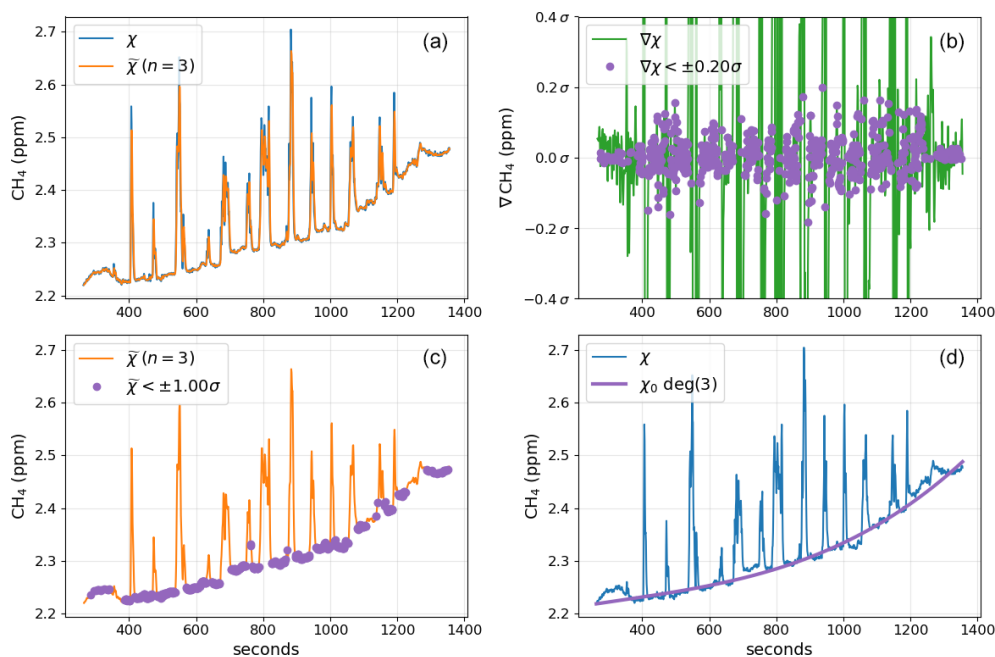 (a)
χ
χ̃ (n = 3)
CH₄ (ppm)
2.7
2.6
2.5
2.4
2.3
2.2
400 600 800 1000 1200 1400
(b)
∇χ
∇χ < ±0.20σ
∇CH₄ (ppm)
0.4 σ
0.2 σ
0.0 σ
−0.2 σ
−0.4 σ
400 600 800 1000 1200 1400
(c)
χ̃ (n = 3)
χ̃ < ±1.00σ
CH₄ (ppm)
2.7
2.6
2.5
2.4
2.3
2.2
400 600 800 1000 1200 1400
seconds
(d)
χ
χ₀ deg(3)
CH₄ (ppm)
2.7
2.6
2.5
2.4
2.3
2.2
400 600 800 1000 1200 1400
seconds